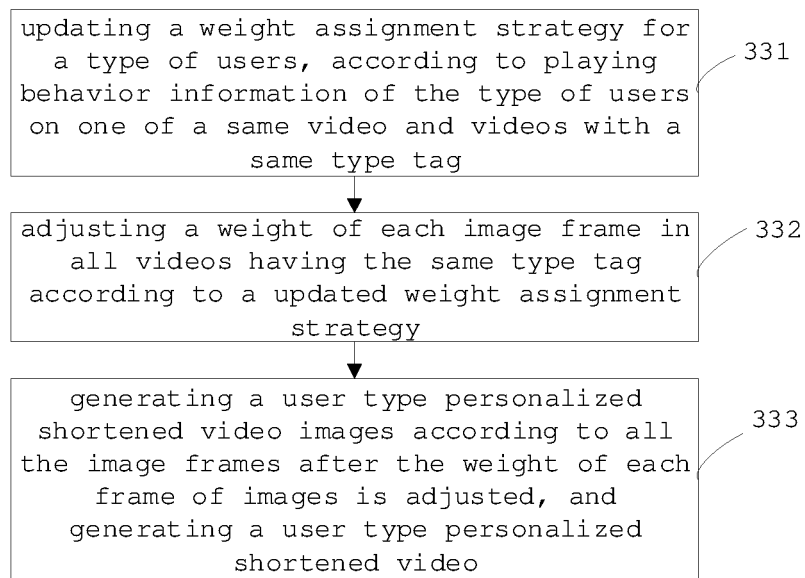 updating a weight assignment strategy for
a type of users, according to playing
behavior information of the type of users
on one of a same video and videos with a
same type tag
331
adjusting a weight of each image frame in
all videos having the same type tag
according to a updated weight assignment
strategy
332
generating a user type personalized
shortened video images according to all
the image frames after the weight of each
frame of images is adjusted, and
generating a user type personalized
shortened video
333